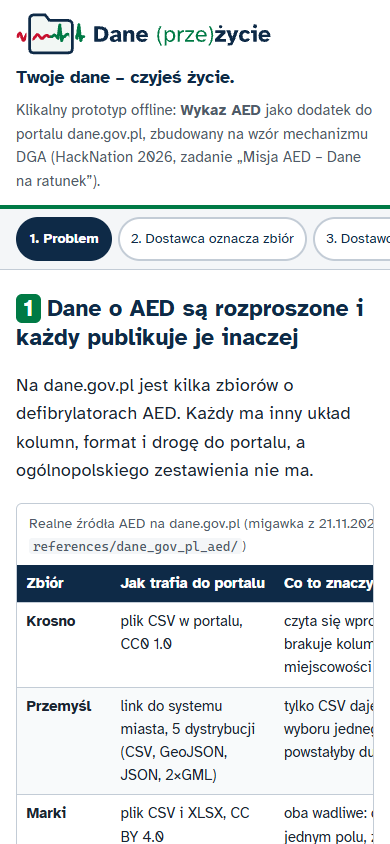 Dane (prze)życie
Twoje dane – czyjeś życie.
Klikalny prototyp offline: Wykaz AED jako dodatek do
portalu dane.gov.pl, zbudowany na wzór mechanizmu
DGA (HackNation 2026, zadanie „Misja AED – Dane
na ratunek”).
1. Problem
2. Dostawca oznacza zbiór
3.
1 Dane o AED są rozproszone i
każdy publikuje je inaczej
Na dane.gov.pl jest kilka zbiorów o
defibrylatorach AED. Każdy ma inny układ
kolumn, format i drogę do portalu, a
ogólnopolskiego zestawienia nie ma.
Realne źródła AED na dane.gov.pl (migawka z 21.11.202
references/dane_gov_pl_aed/ )
Zbiór Jak trafia do portalu Co to znaczy
Krosno plik CSV w portalu, czyta się
CC0 1.0 brakuje
miejscowości
Przemyśl link do systemu tylko CSV
miasta, 5 dystrybucji wyboru
(CSV, GeoJSON, powstałyby
JSON, 2×GML)
Marki plik CSV i XLSX, CC oba wadliwe:
BY 4.0 jednym polu,